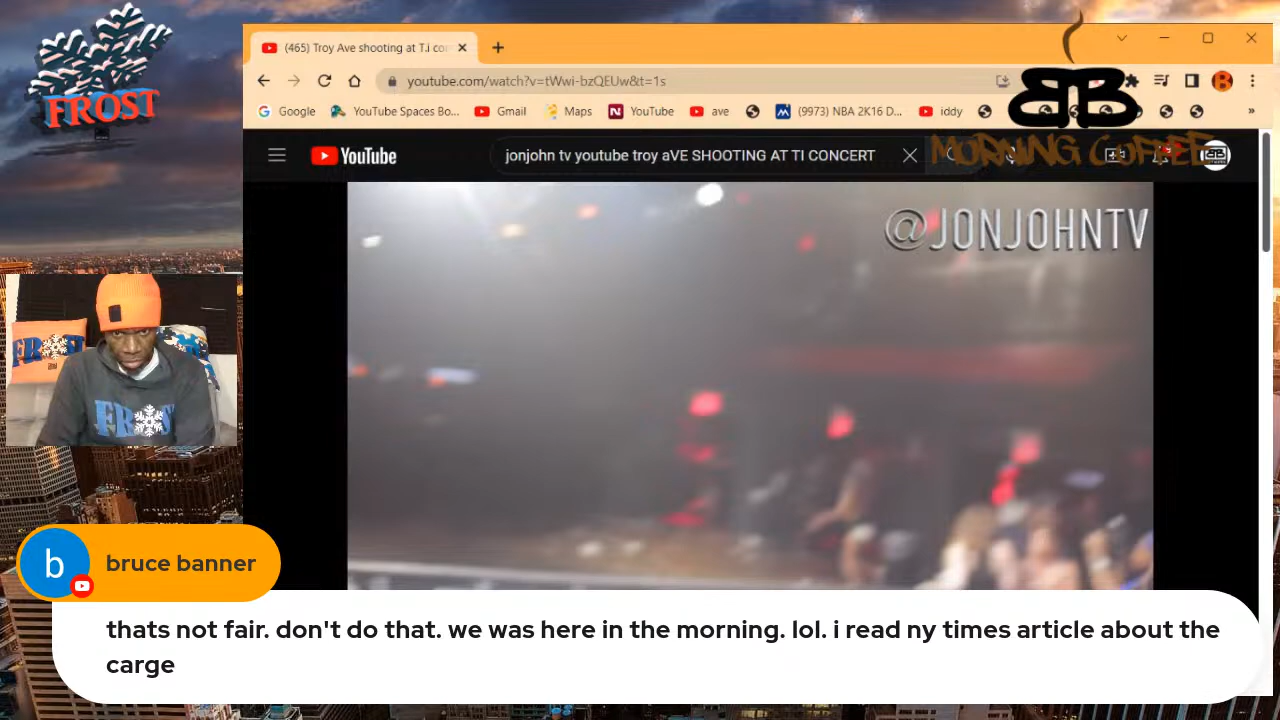 FROST
(465) Troy Ave shooting at T.i co
youtube.com/watch?v=tWwi-bzQEUw&t=1s
Google
YouTube Spaces Bo...
Gmail
Maps
YouTube
ave
(9973) NBA 2K16 D...
iddy
»
BB
MORNING COFFEE
YouTube
jonjohn tv youtube troy aVE SHOOTING AT TI CONCERT
@JONJOHNTV
FROST
b
bruce banner
thats not fair. don't do that. we was here in the morning. lol. i read ny times article about the
carge